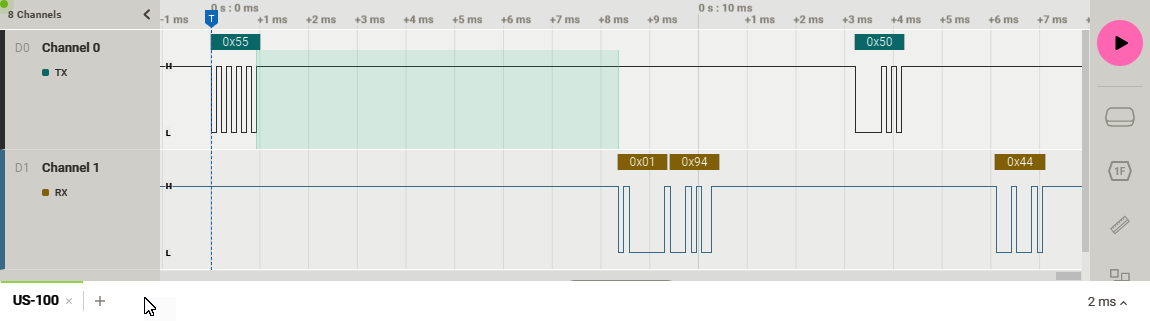 8 Channels
0 s : 0 ms 0 s : 10 ms
-1 ms T +1 ms +2 ms +3 ms +4 ms +5 ms +6 ms +7 ms +8 ms +9 ms +1 ms +2 ms +3 ms +4 ms +5 ms +6 ms +7 ms +
D0 Channel 0 0x55 0x50
TX H
L
D1 Channel 1 0x01 0x94 0x44
RX H
L
1F
US-100 × + 2 ms